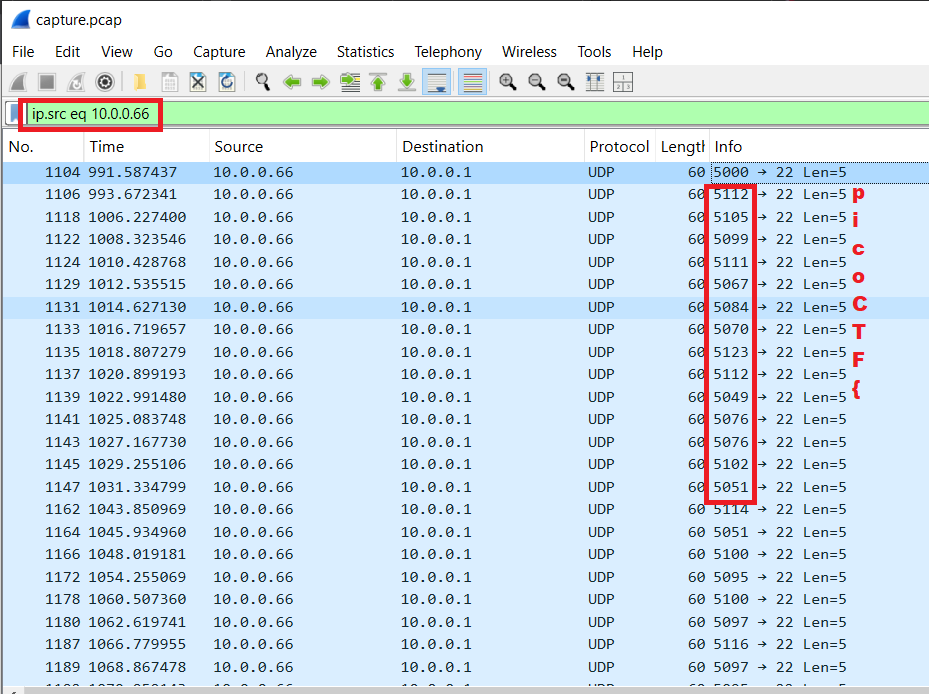 capture.pcap
File Edit View Go Capture Analyze Statistics Telephony Wireless Tools Help
ip.src eq 10.0.0.66
No. Time Source Destination Protocol Length Info
1104 991.587437 10.0.0.66 10.0.0.1 UDP 60 5000 → 22 Len=5
1106 993.672341 10.0.0.66 10.0.0.1 UDP 60 5112 → 22 Len=5 p
1118 1006.227400 10.0.0.66 10.0.0.1 UDP 60 5105 → 22 Len=5 i
1122 1008.323546 10.0.0.66 10.0.0.1 UDP 60 5099 → 22 Len=5 c
1124 1010.428768 10.0.0.66 10.0.0.1 UDP 60 5111 → 22 Len=5 o
1129 1012.535515 10.0.0.66 10.0.0.1 UDP 60 5067 → 22 Len=5
1131 1014.627130 10.0.0.66 10.0.0.1 UDP 60 5084 → 22 Len=5 C
1133 1016.719657 10.0.0.66 10.0.0.1 UDP 60 5070 → 22 Len=5 T
1135 1018.807279 10.0.0.66 10.0.0.1 UDP 60 5123 → 22 Len=5 F
1137 1020.899193 10.0.0.66 10.0.0.1 UDP 60 5112 → 22 Len=5
1139 1022.991480 10.0.0.66 10.0.0.1 UDP 60 5049 → 22 Len=5 {
1141 1025.083748 10.0.0.66 10.0.0.1 UDP 60 5076 → 22 Len=5
1143 1027.167730 10.0.0.66 10.0.0.1 UDP 60 5076 → 22 Len=5
1145 1029.255106 10.0.0.66 10.0.0.1 UDP 60 5102 → 22 Len=5
1147 1031.334799 10.0.0.66 10.0.0.1 UDP 60 5051 → 22 Len=5
1162 1043.850969 10.0.0.66 10.0.0.1 UDP 60 5114 → 22 Len=5
1164 1045.934960 10.0.0.66 10.0.0.1 UDP 60 5051 → 22 Len=5
1166 1048.019181 10.0.0.66 10.0.0.1 UDP 60 5100 → 22 Len=5
1172 1054.255069 10.0.0.66 10.0.0.1 UDP 60 5095 → 22 Len=5
1178 1060.507360 10.0.0.66 10.0.0.1 UDP 60 5100 → 22 Len=5
1180 1062.619741 10.0.0.66 10.0.0.1 UDP 60 5097 → 22 Len=5
1187 1066.779955 10.0.0.66 10.0.0.1 UDP 60 5116 → 22 Len=5
1189 1068.867478 10.0.0.66 10.0.0.1 UDP 60 5097 → 22 Len=5